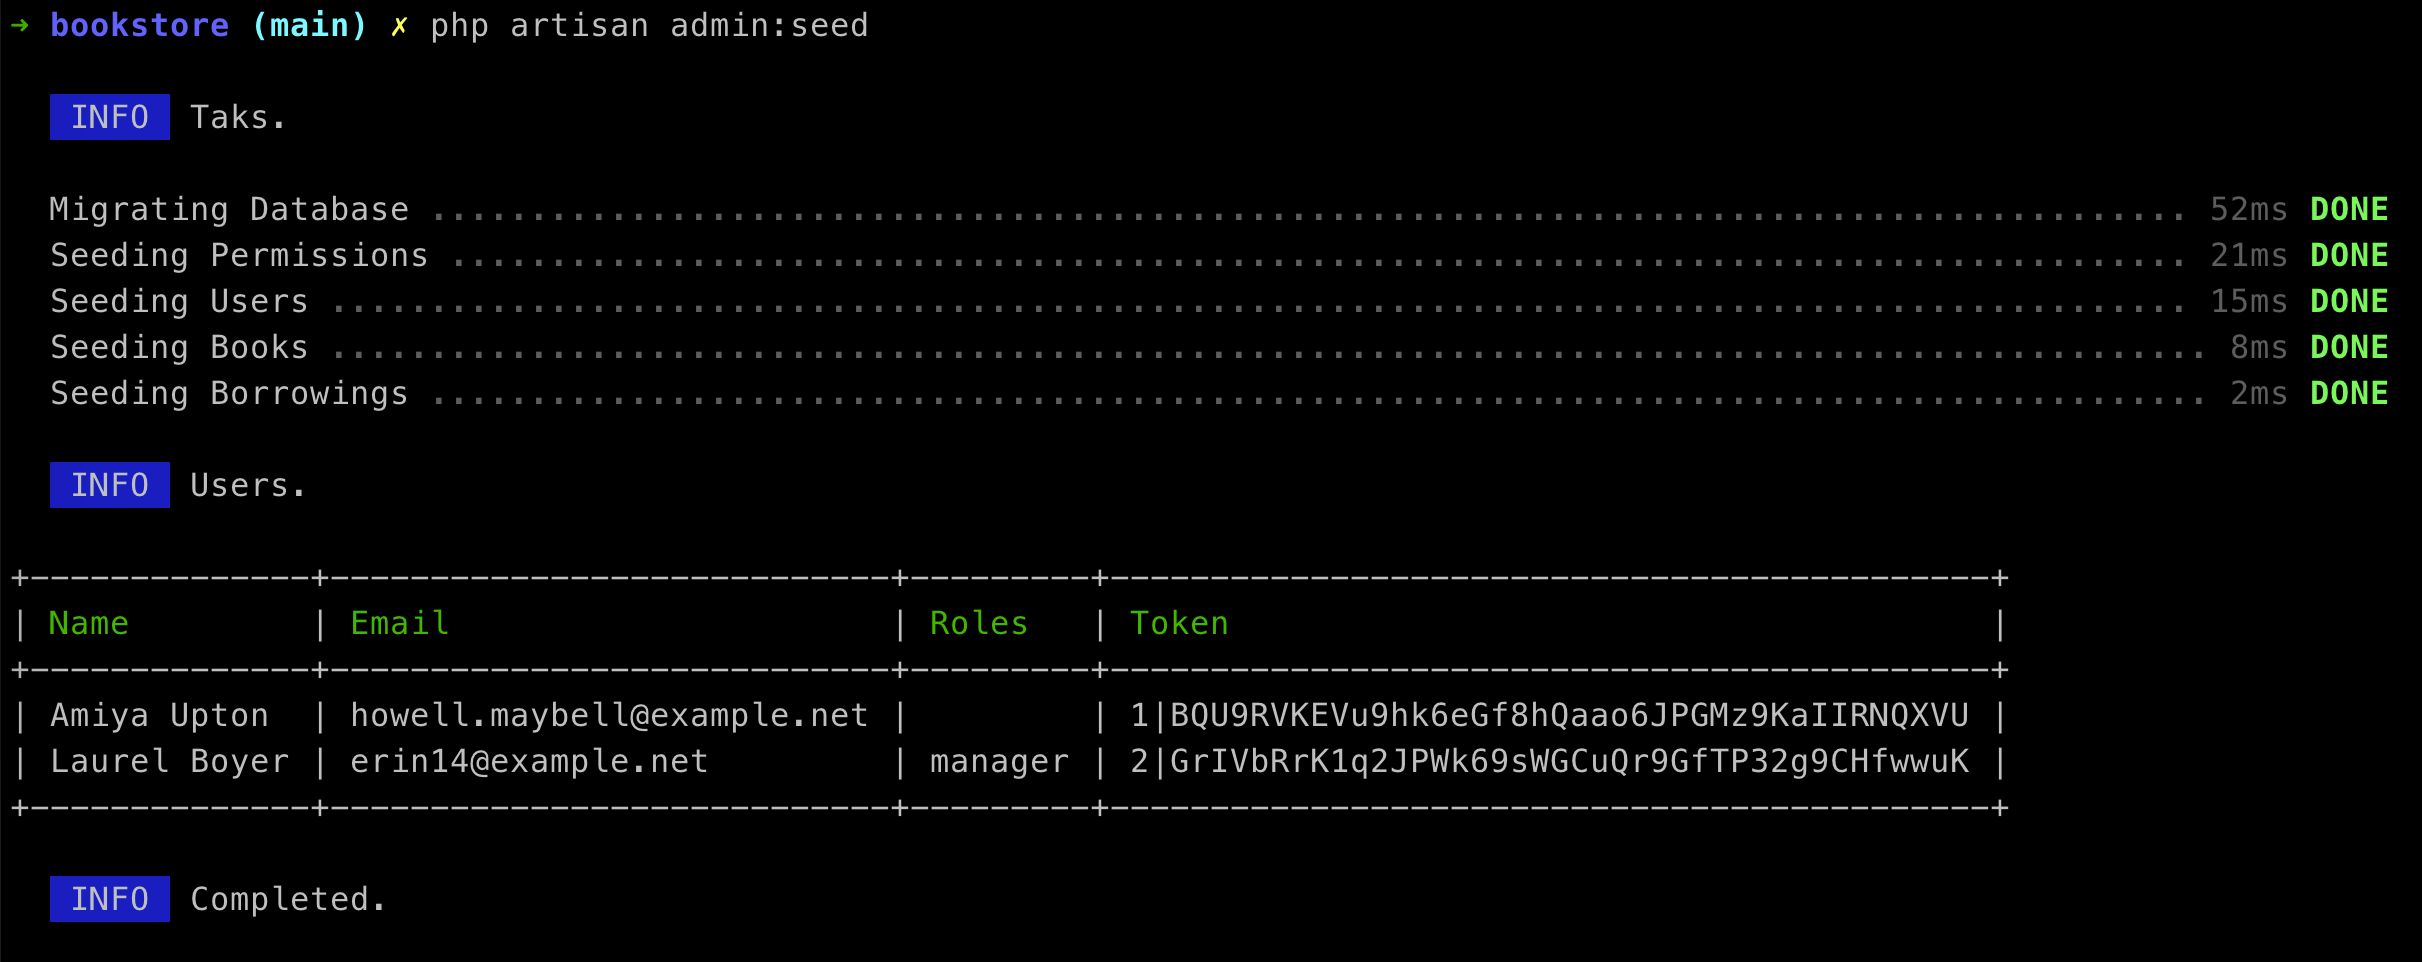 ➜ bookstore (main) ✗ php artisan admin:seed
INFO Taks.
Migrating Database ........................................................................................ 52ms DONE
Seeding Permissions ....................................................................................... 21ms DONE
Seeding Users ............................................................................................. 15ms DONE
Seeding Books .............................................................................................. 8ms DONE
Seeding Borrowings ......................................................................................... 2ms DONE
INFO Users.
+--------------+----------------------------+---------+--------------------------------------------+
| Name         | Email                      | Roles   | Token                                      |
+--------------+----------------------------+---------+--------------------------------------------+
| Amiya Upton  | howell.maybell@example.net |         | 1|BQU9RVKEVu9hk6eGf8hQaao6JPGMz9KaIIRNQXVU |
| Laurel Boyer | erin14@example.net         | manager | 2|GrIVbRrK1q2JPWk69sWGCuQr9GfTP32g9CHfwwuK |
+--------------+----------------------------+---------+--------------------------------------------+
INFO Completed.